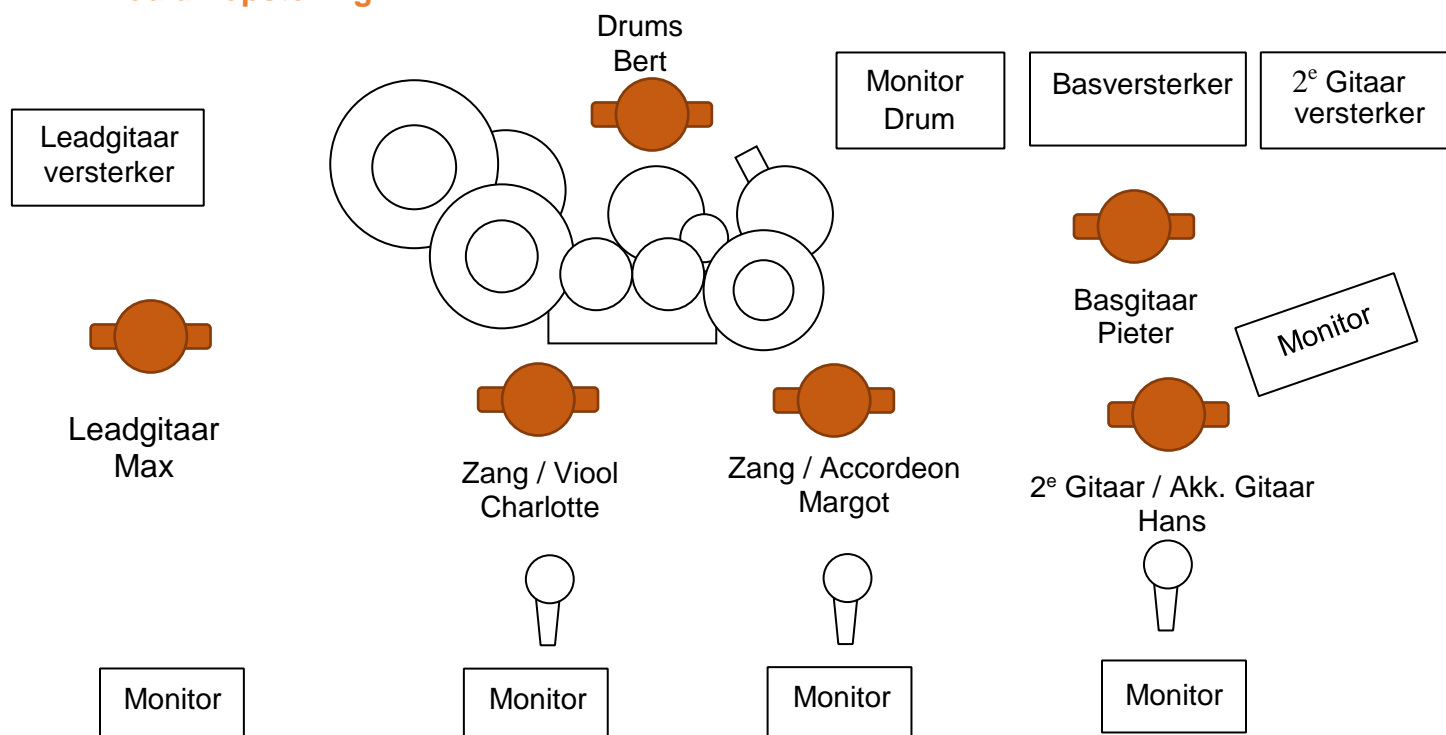 Drums
Bert
Monitor
Drum
Basversterker
2e Gitaar
versterker
Leadgitaar
versterker
Basgitaar
Pieter
Monitor
Leadgitaar
Max
Zang / Viool
Charlotte
Zang / Accordeon
Margot
2e Gitaar / Akk. Gitaar
Hans
Monitor
Monitor
Monitor
Monitor